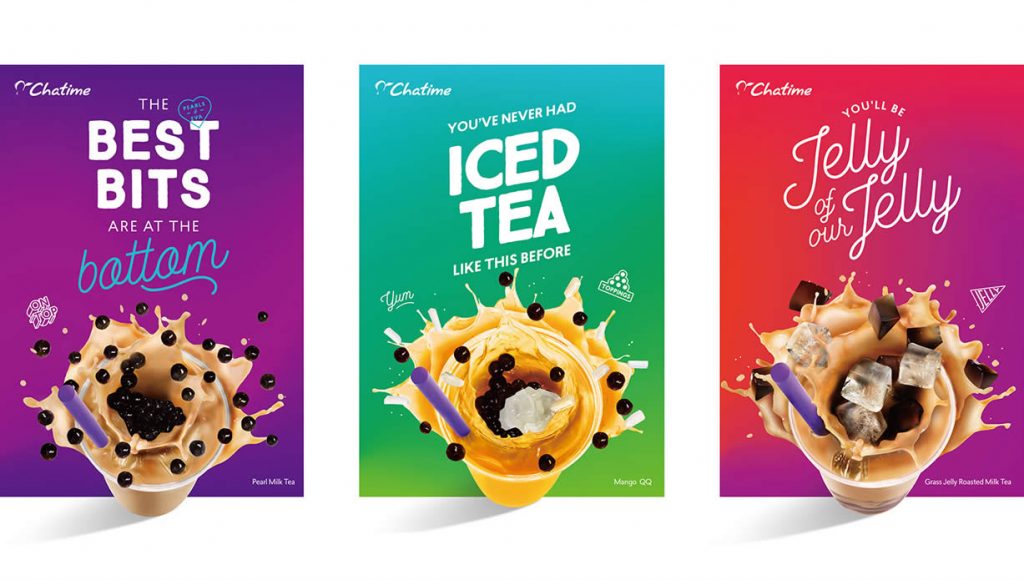 Chatime
THE
PEARLS
4
EVA
BEST
BITS
ARE AT THE
bottom
ON
TOP
Pearl Milk Tea
Chatime
YOU'VE NEVER HAD
ICED
TEA
LIKE THIS BEFORE
Yum
TOPPINGS
Mango QQ
Chatime
YOU'LL BE
Jelly
of
our Jelly
JELLY
Grass Jelly Roasted Milk Tea